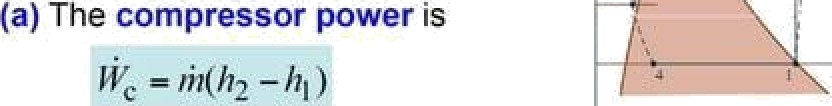 (a) The compressor power is
Ẇc = ṁ(h2 – h1)
4
1